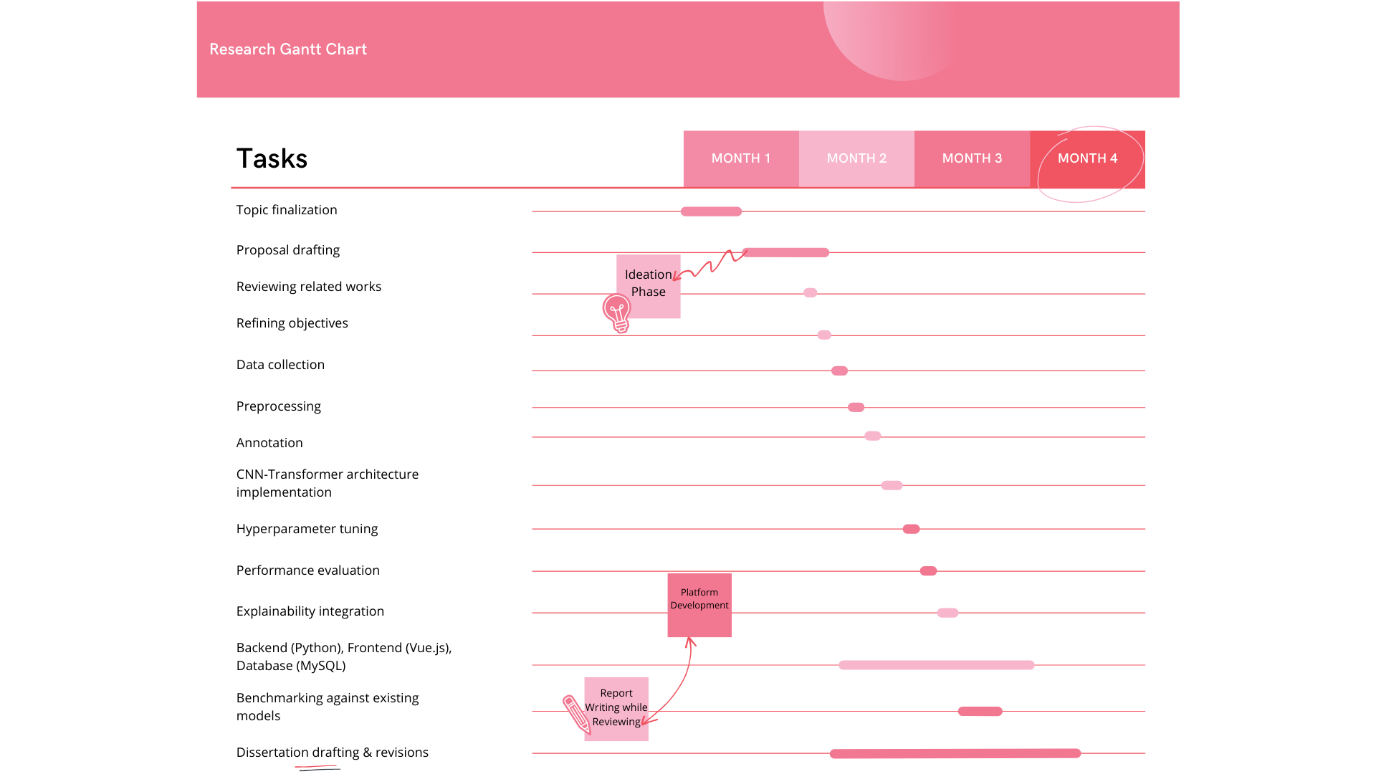 Research Gantt Chart
Tasks
MONTH 1
MONTH 2
MONTH 3
MONTH 4
Topic finalization
Proposal drafting
Ideation
Phase
Reviewing related works
Refining objectives
Data collection
Preprocessing
Annotation
CNN-Transformer architecture
implementation
Hyperparameter tuning
Performance evaluation
Platform
Development
Explainability integration
Backend (Python), Frontend (Vue.js),
Database (MySQL)
Report
Writing while
Reviewing
Benchmarking against existing
models
Dissertation drafting & revisions